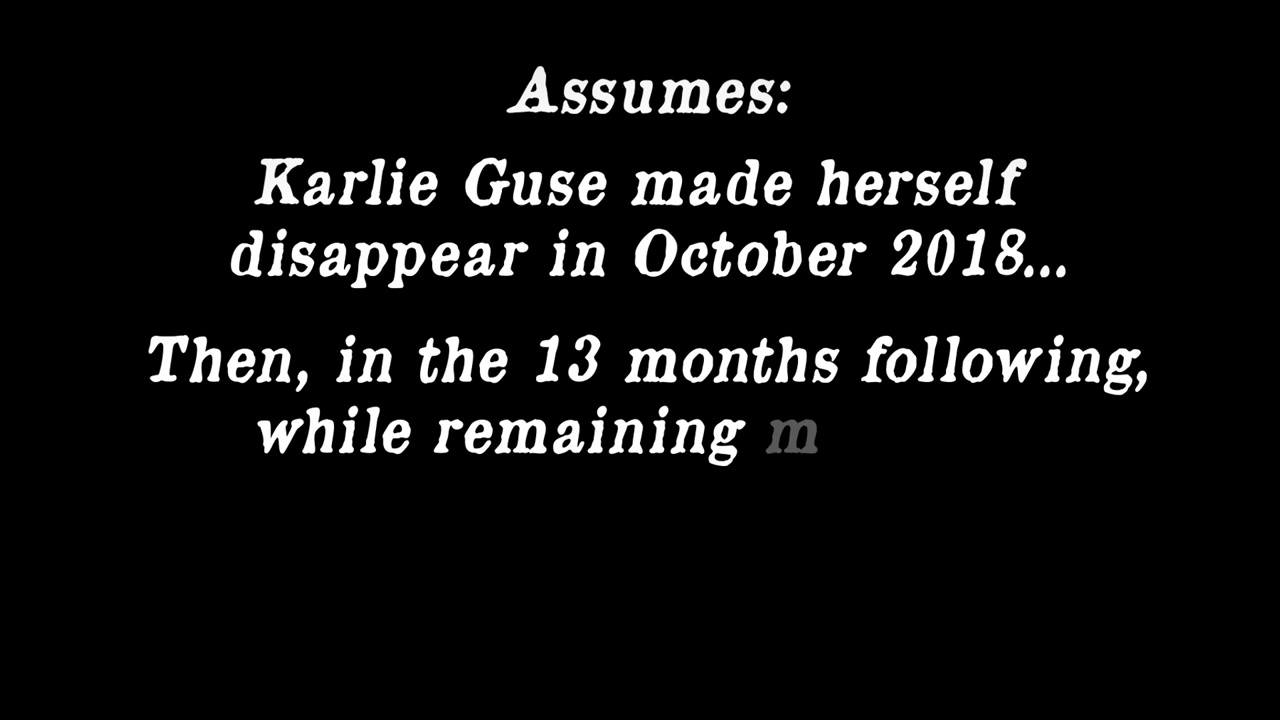 Assumes:
Karlie Guse made herself
disappear in October 2018...
Then, in the 13 months following,
while remaining m